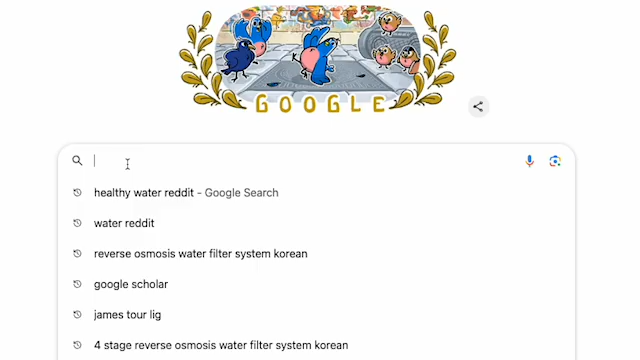 GOOGLE
healthy water reddit - Google Search
water reddit
reverse osmosis water filter system korean
google scholar
james tour lig
4 stage reverse osmosis water filter system korean